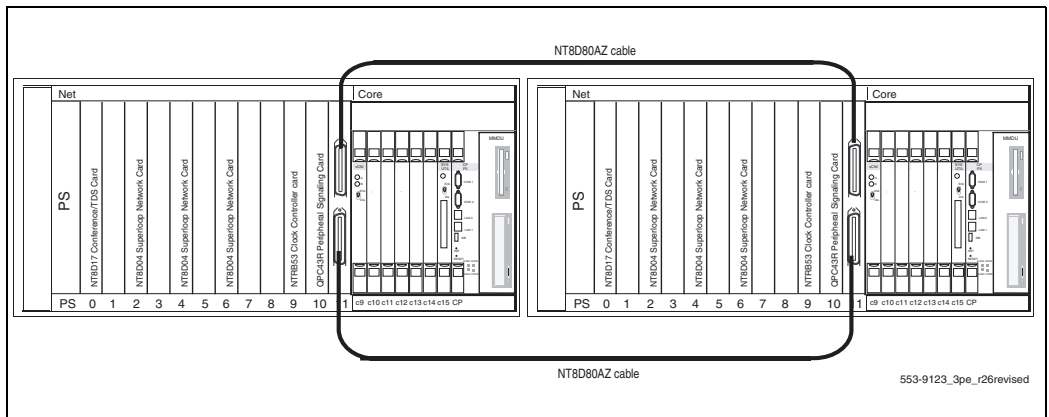 NT8D80AZ cable
Net
Core
Net
Core
MMDU
MMDU
PS
NT8D17 Conference/TDS Card
NT8D04 Superloop Network Card
NT8D04 Superloop Network Card
NT8D04 Superloop Network Card
NTRB53 Clock Controller card
QPC43R Peripheral Signaling Card
PS
NT8D17 Conference/TDS Card
NT8D04 Superloop Network Card
NT8D04 Superloop Network Card
NT8D04 Superloop Network Card
NTRB53 Clock Controller card
QPC43R Peripheral Signaling Card
PS 0 1 2 3 4 5 6 7 8 9 10 11
c9 c10 c11 c12 c13 c14 c15 CP
PS 0 1 2 3 4 5 6 7 8 9 10 11
c9 c10 c11 c12 c13 c14 c15 CP
NT8D80AZ cable
553-9123_3pe_r26revised